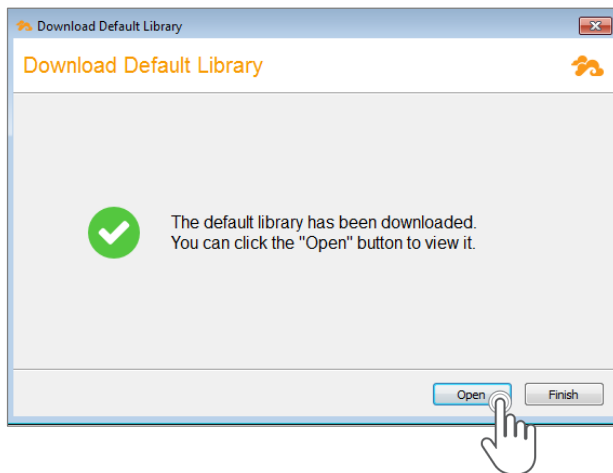 Download Default Library
Download Default Library
The default library has been downloaded.
You can click the "Open" button to view it.
Open
Finish